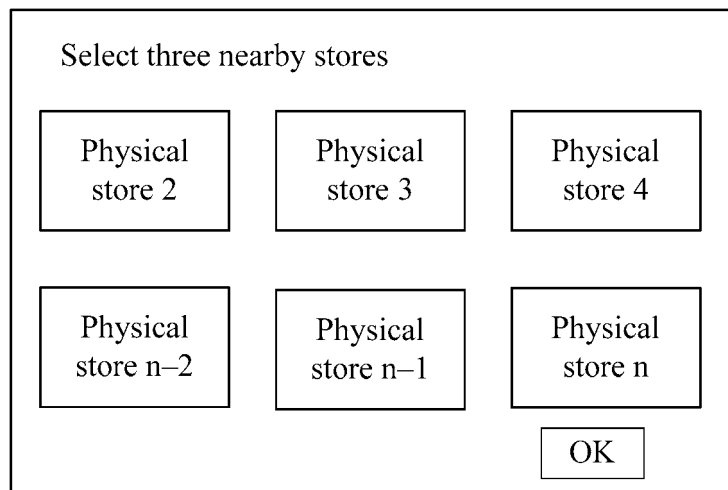 Select three nearby stores
Physical
store 2
Physical
store 3
Physical
store 4
Physical
store n–2
Physical
store n–1
Physical
store n
OK